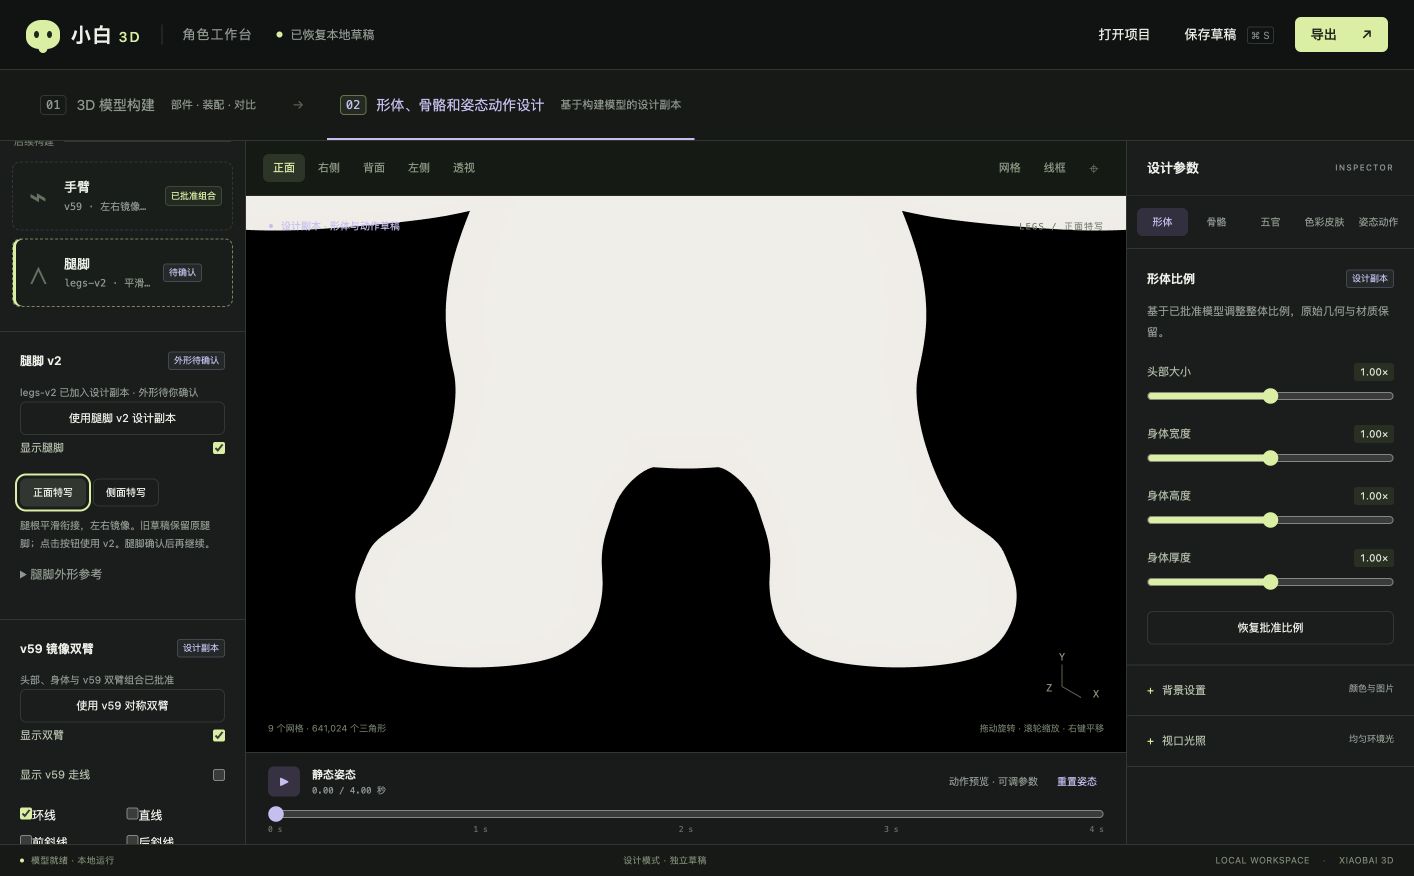 小白 3D
角色工作台
已恢复本地草稿
打开项目
保存草稿 ⌘ S
导出
01 3D 模型构建 部件 · 装配 · 对比
→
02 形体、骨骼和姿态动作设计 基于构建模型的设计副本
后续构建
手臂
v59 · 左右镜像…
已批准组合
腿脚
legs-v2 · 平滑…
待确认
腿脚 v2
外形待确认
legs-v2 已加入设计副本 · 外形待你确认
使用腿脚 v2 设计副本
显示腿脚
正面特写
侧面特写
腿根平滑衔接，左右镜像。旧草稿保留原腿
脚；点击按钮使用 v2。腿脚确认后再继续。
腿脚外形参考
v59 镜像双臂
设计副本
头部、身体与 v59 双臂组合已批准
使用 v59 对称双臂
显示双臂
显示 v59 走线
环线
直线
前斜线
后斜线
正面
右侧
背面
左侧
透视
网格
线框
设计副本 · 形体与动作草稿
LEGS / 正面特写
Y
Z
X
9 个网格 · 641,024 个三角形
拖动旋转 · 滚轮缩放 · 右键平移
静态姿态
0.00 / 4.00 秒
动作预览 · 可调参数
重置姿态
0 s
1 s
2 s
3 s
4 s
设计参数
INSPECTOR
形体
骨骼
五官
色彩皮肤
姿态动作
形体比例
设计副本
基于已批准模型调整整体比例，原始几何与材质保
留。
头部大小
1.00×
身体宽度
1.00×
身体高度
1.00×
身体厚度
1.00×
恢复批准比例
+ 背景设置
颜色与图片
+ 视口光照
均匀环境光
模型就绪 · 本地运行
设计模式 · 独立草稿
LOCAL WORKSPACE · XIAOBAI 3D